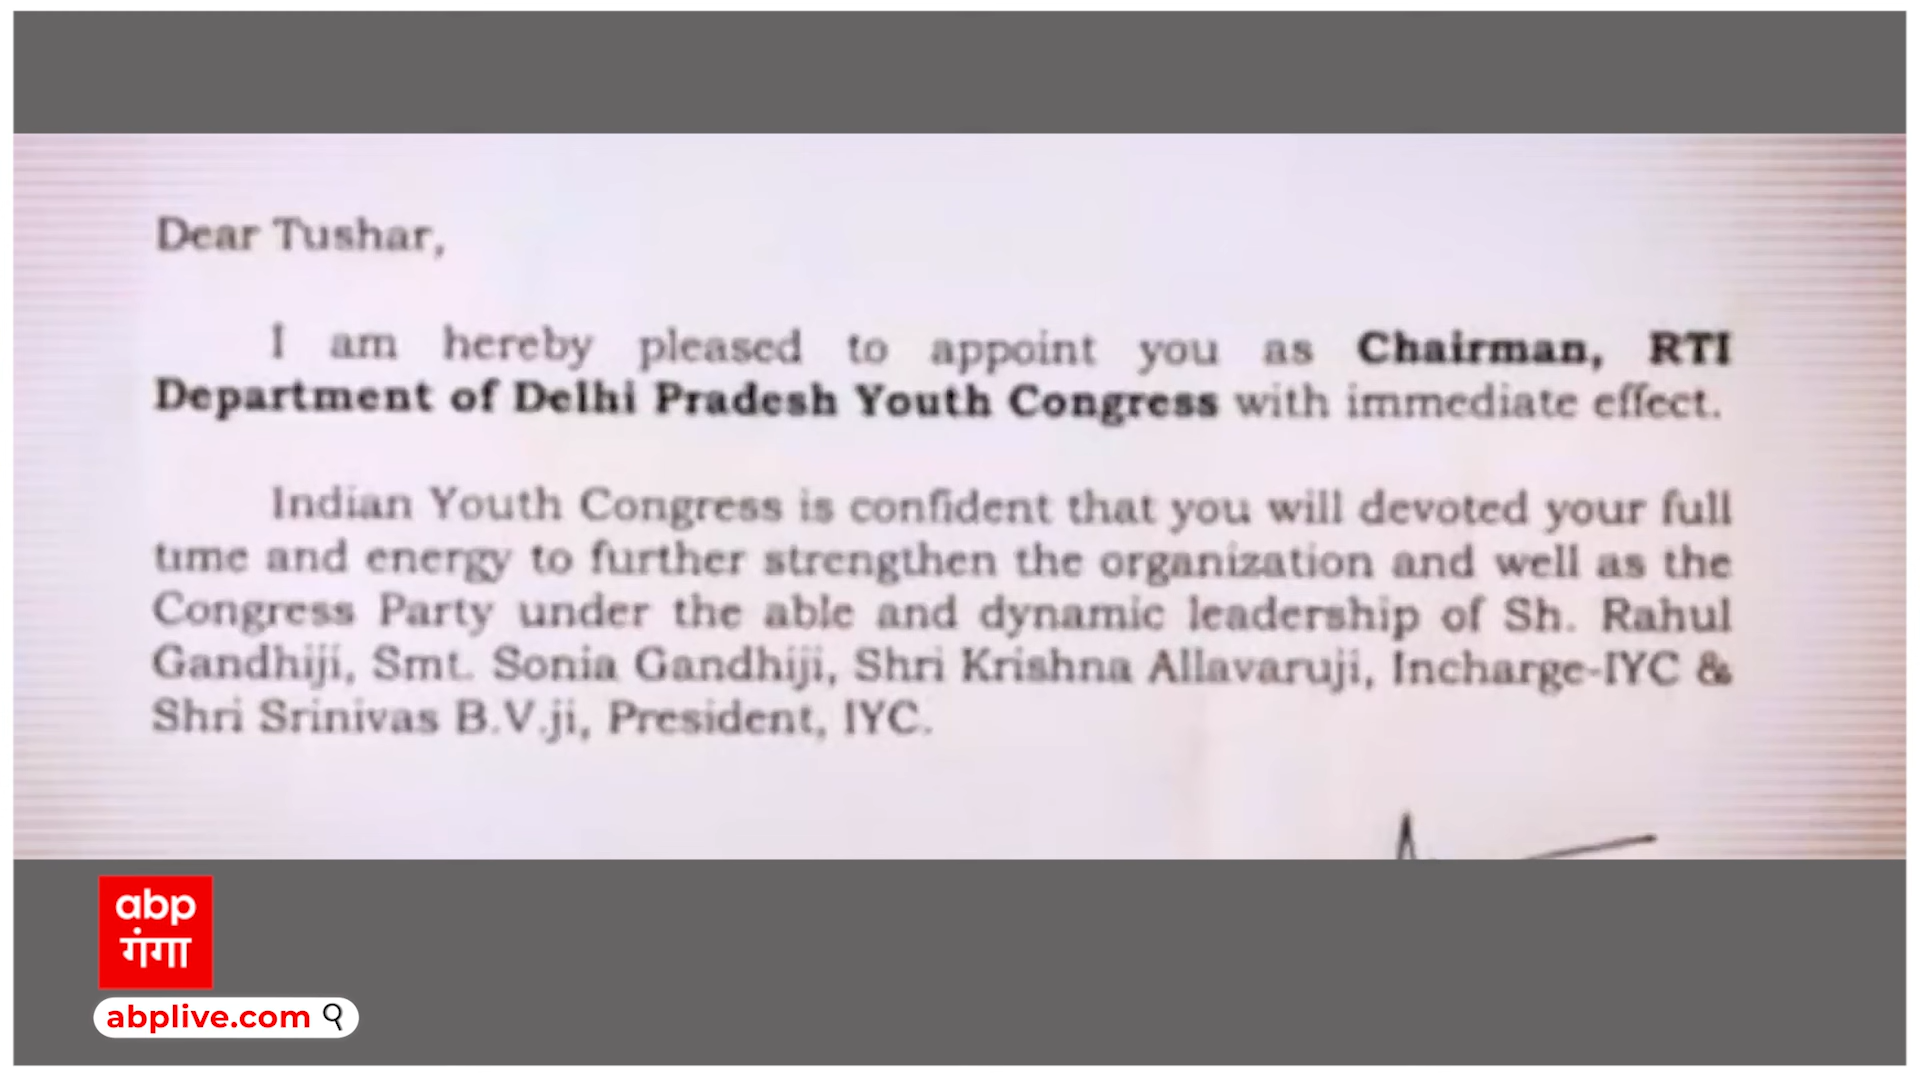 Dear Tushar,
I am hereby pleased to appoint you as Chairman, RTI
Department of Delhi Pradesh Youth Congress with immediate effect.
Indian Youth Congress is confident that you will devoted your full
time and energy to further strengthen the organization and well as the
Congress Party under the able and dynamic leadership of Sh. Rahul
Gandhiji, Smt. Sonia Gandhiji, Shri Krishna Allavaruji, Incharge-IYC &
Shri Srinivas B.V.ji, President, IYC.
abp
गंगा
abplive.com